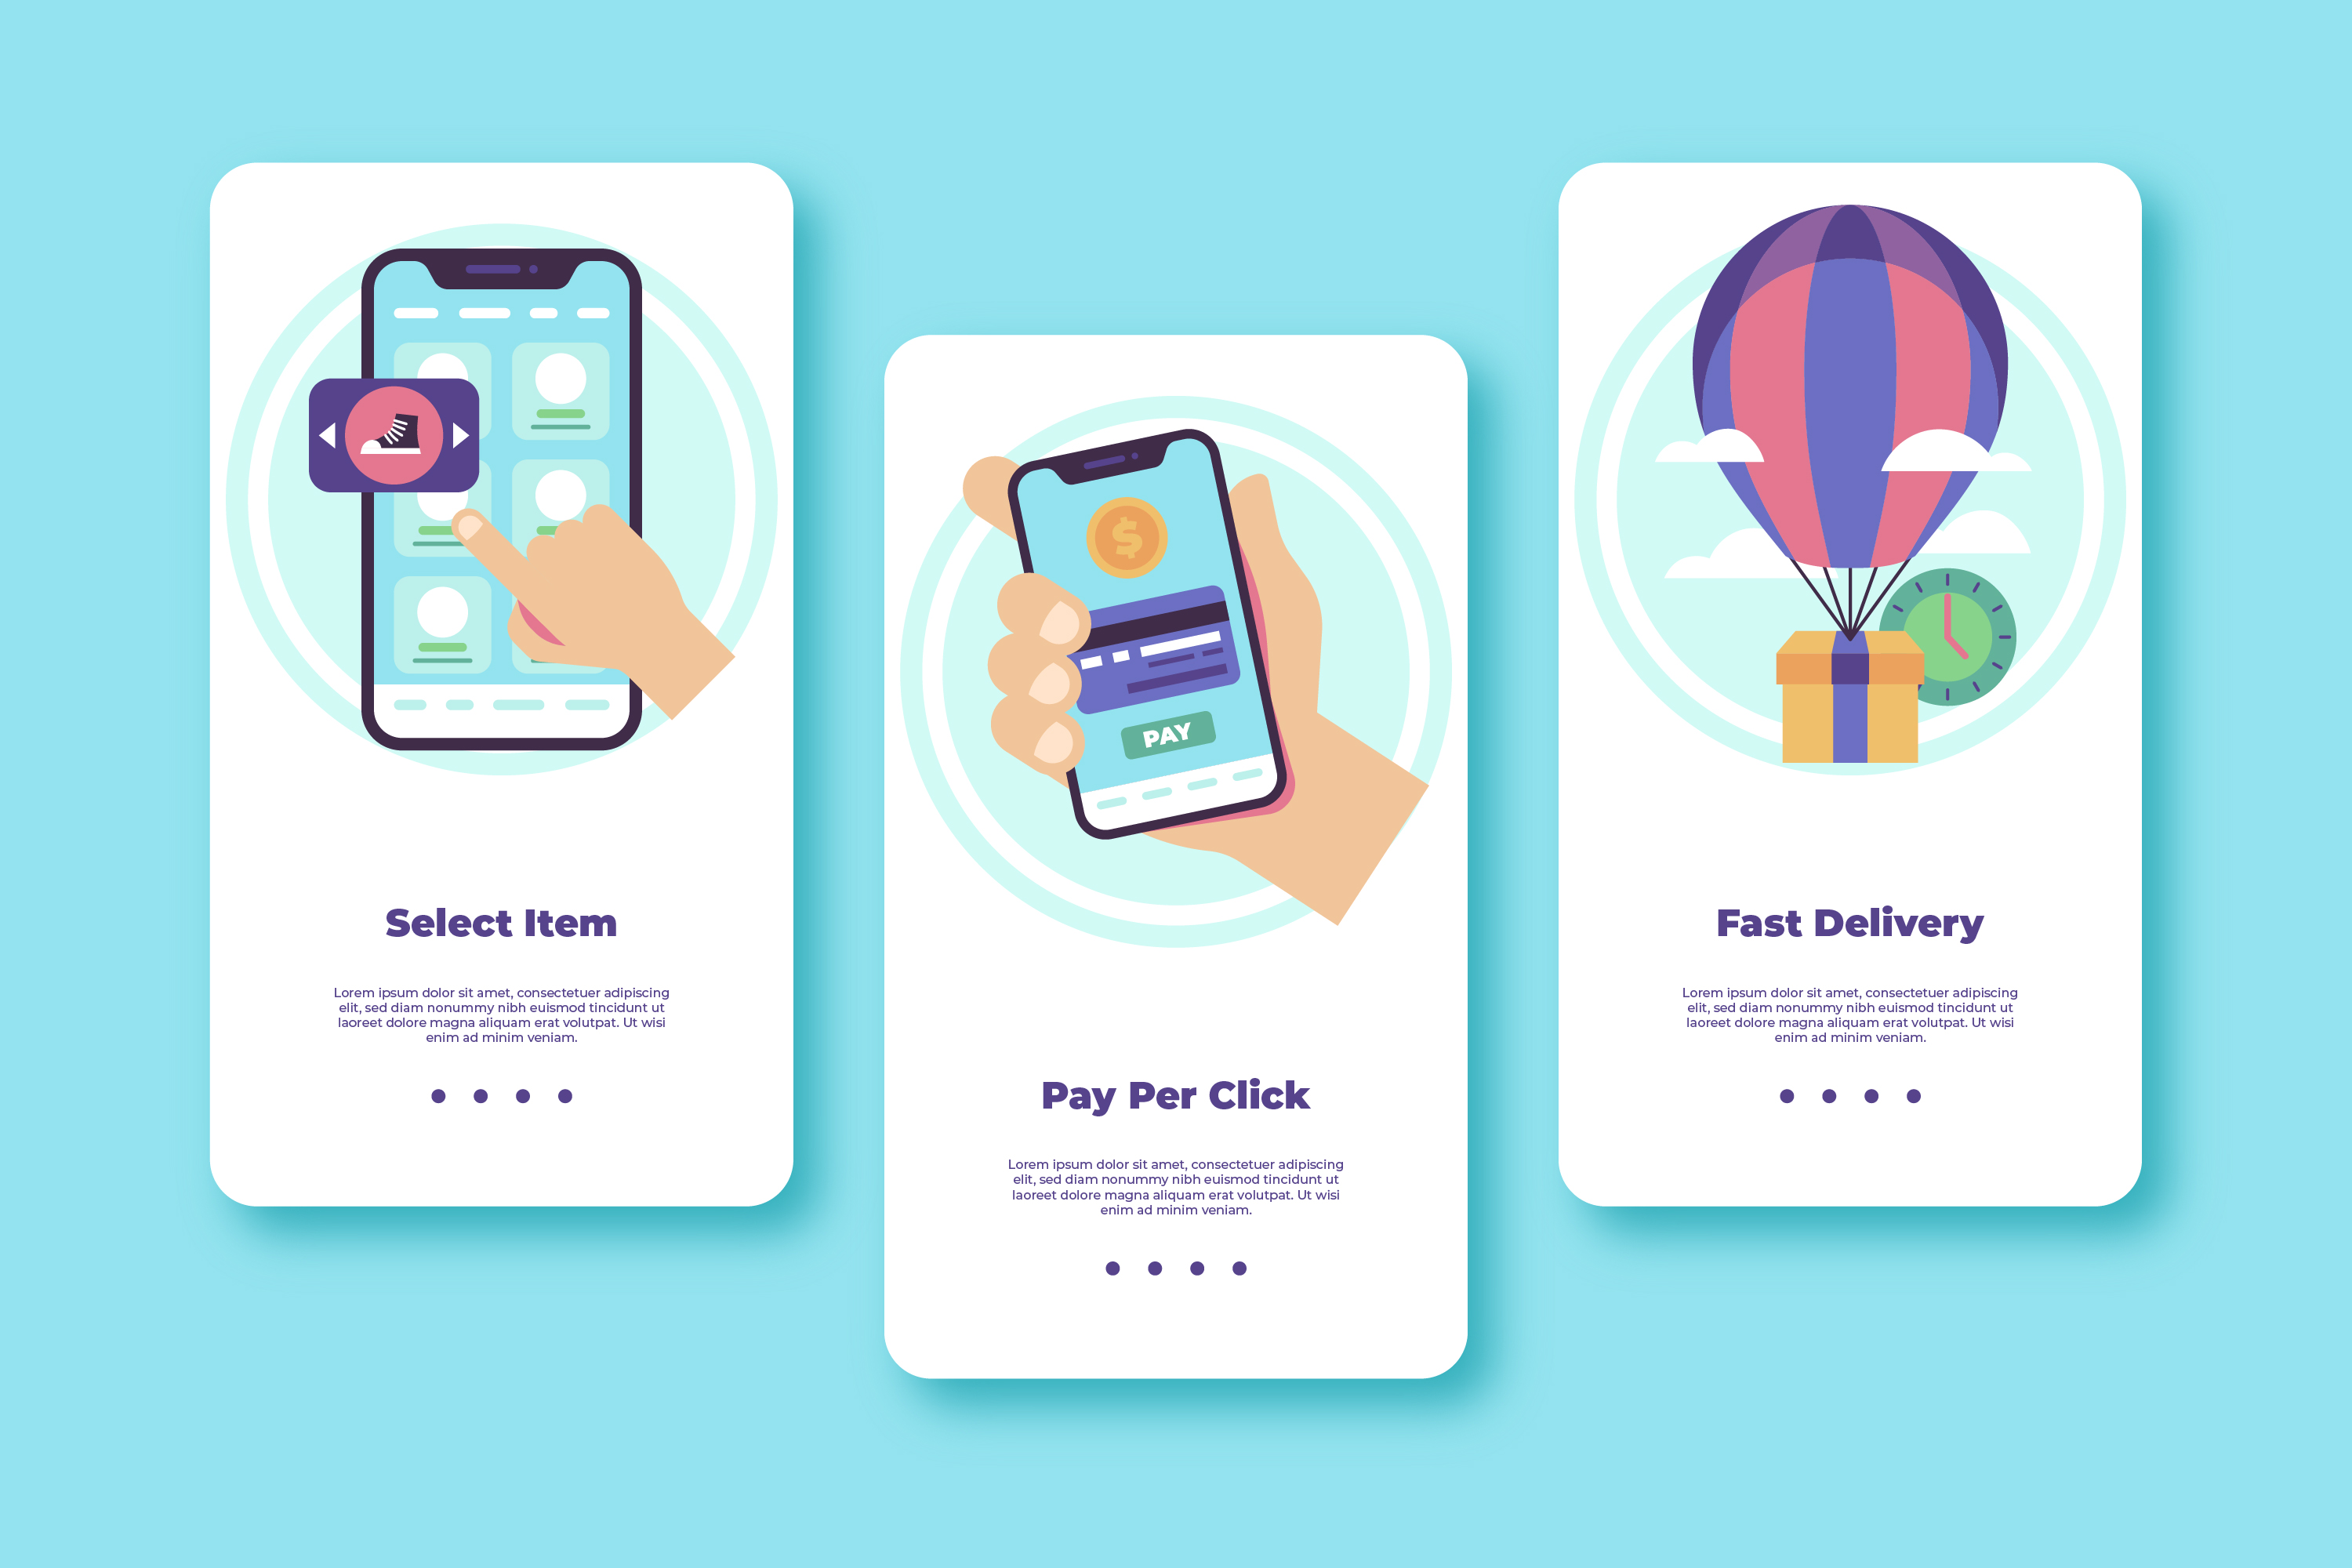 Select Item
Lorem ipsum dolor sit amet, consectetuer adipiscing
elit, sed diam nonummy nibh euismod tincidunt ut
laoreet dolore magna aliquam erat volutpat. Ut wisi
enim ad minim veniam.
$
PAY
Pay Per Click
Lorem ipsum dolor sit amet, consectetuer adipiscing
elit, sed diam nonummy nibh euismod tincidunt ut
laoreet dolore magna aliquam erat volutpat. Ut wisi
enim ad minim veniam.
Fast Delivery
Lorem ipsum dolor sit amet, consectetuer adipiscing
elit, sed diam nonummy nibh euismod tincidunt ut
laoreet dolore magna aliquam erat volutpat. Ut wisi
enim ad minim veniam.